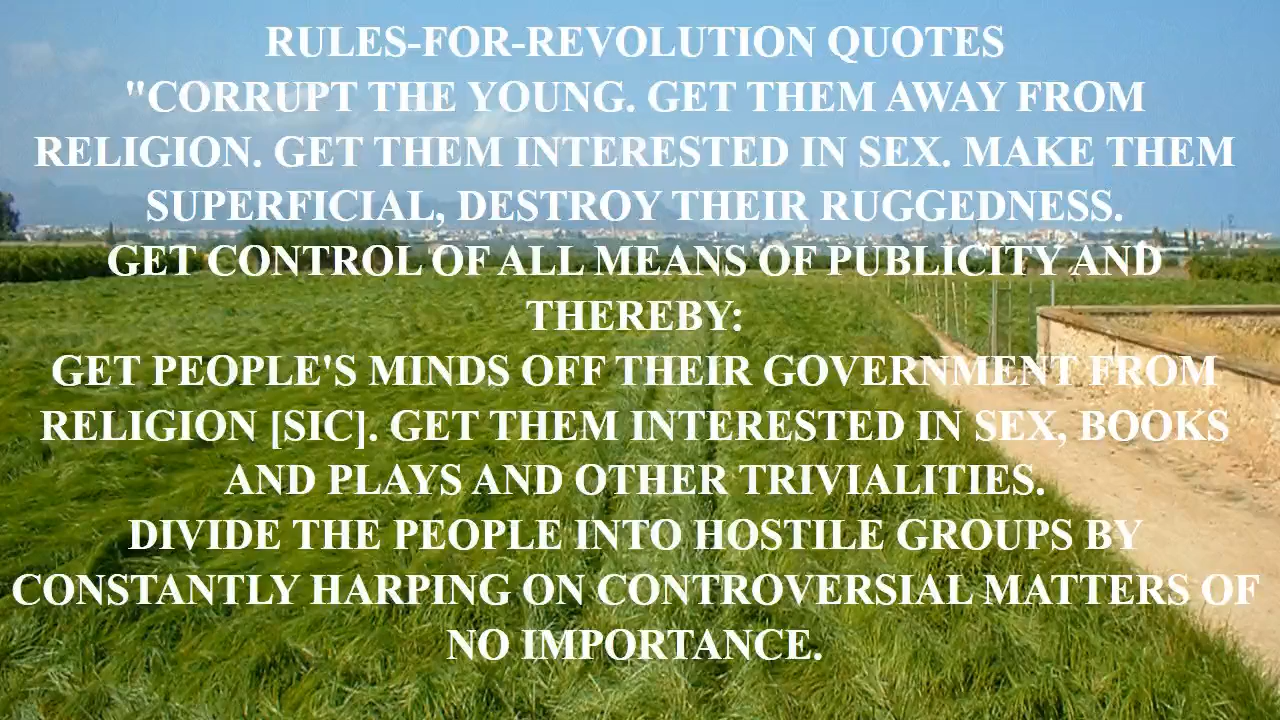 RULES-FOR-REVOLUTION QUOTES
"CORRUPT THE YOUNG. GET THEM AWAY FROM
RELIGION. GET THEM INTERESTED IN SEX. MAKE THEM
SUPERFICIAL, DESTROY THEIR RUGGEDNESS.
GET CONTROL OF ALL MEANS OF PUBLICITY AND
THEREBY:
GET PEOPLE'S MINDS OFF THEIR GOVERNMENT FROM
RELIGION [SIC]. GET THEM INTERESTED IN SEX, BOOKS
AND PLAYS AND OTHER TRIVIALITIES.
DIVIDE THE PEOPLE INTO HOSTILE GROUPS BY
CONSTANTLY HARPING ON CONTROVERSIAL MATTERS OF
NO IMPORTANCE.